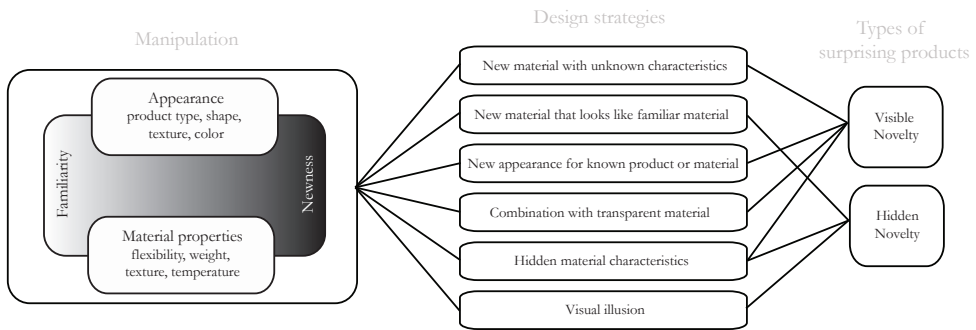 Manipulation
Design strategies
Types of
surprising products
Appearance
product type, shape,
texture, color
Familiarity
Newness
Material properties
flexibility, weight,
texture, temperature
New material with unknown characteristics
New material that looks like familiar material
New appearance for known product or material
Combination with transparent material
Hidden material characteristics
Visual illusion
Visible
Novelty
Hidden
Novelty